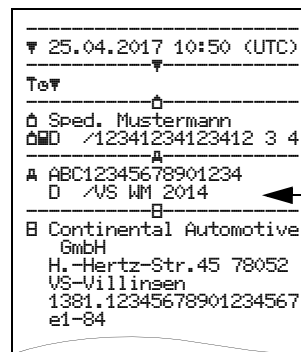 ▼ 25.04.2017 10:50 (UTC)
T⊙▼
Sped. Mustermann
D /12341234123412 3 4
A ABC12345678901234
D /VS WM 2014
Continental Automotive
GmbH
H.-Hertz-Str.45 78052
VS-Villingen
1381.12345678901234567
e1-84